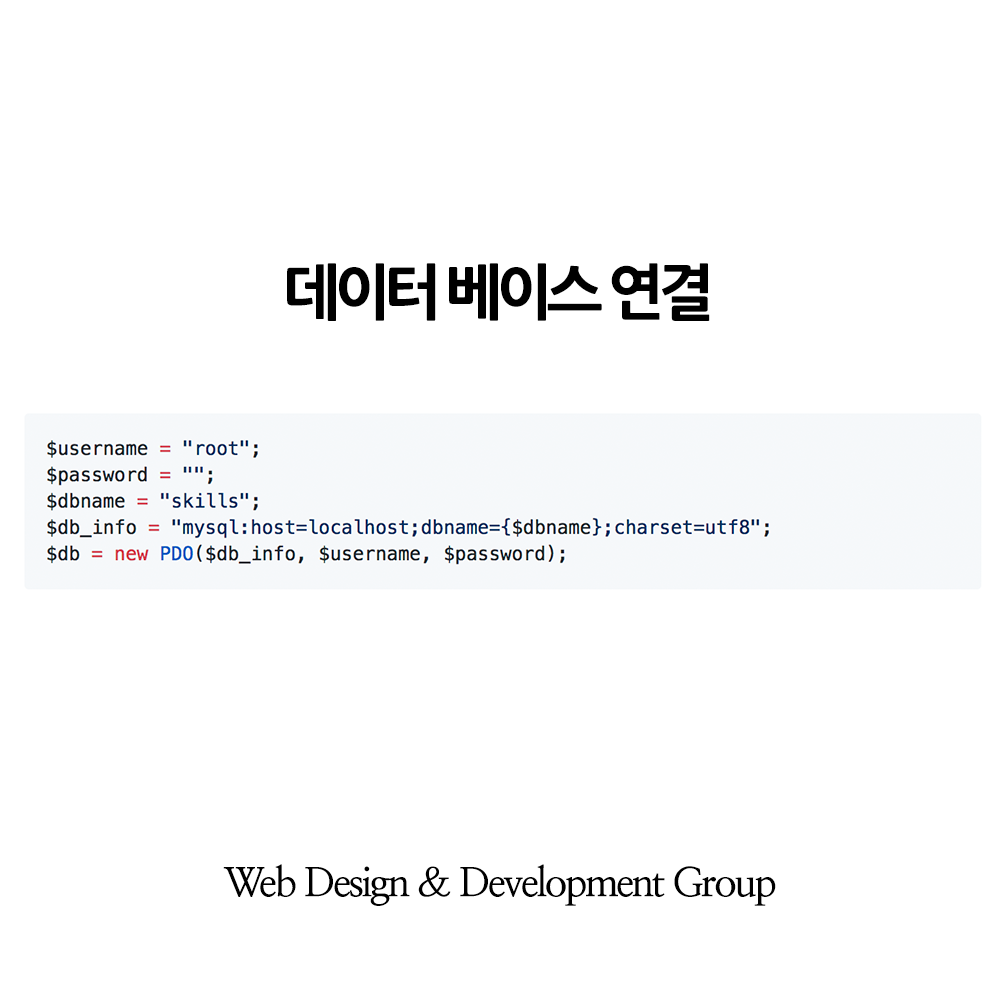 데이터 베이스 연결
$username = "root";
$password = "";
$dbname = "skills";
$db_info = "mysql:host=localhost;dbname={$dbname};charset=utf8";
$db = new PDO($db_info, $username, $password);
Web Design & Development Group